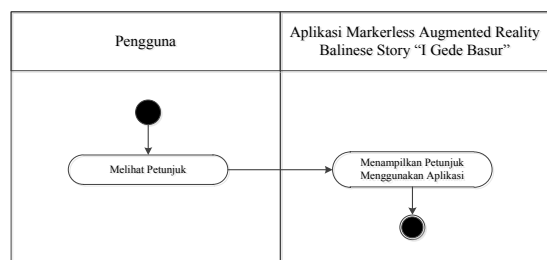 Pengguna
Aplikasi Markerless Augmented Reality
Balinese Story “I Gede Basur”
Melihat Petunjuk
Menampilkan Petunjuk
Menggunakan Aplikasi